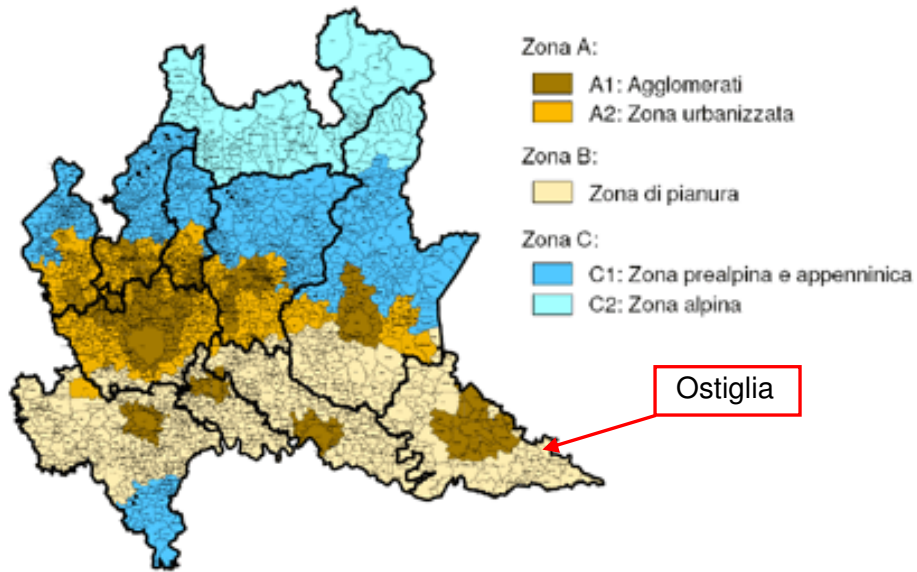 Zona A:
A1: Agglomerati
A2: Zona urbanizzata
Zona B:
Zona di pianura
Zona C:
C1: Zona prealpina e appenninica
C2: Zona alpina
Ostiglia